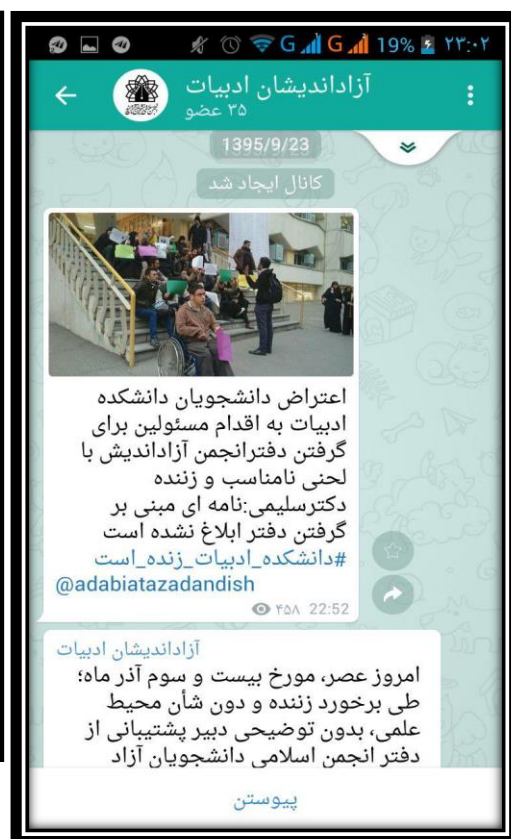 G G 19% ۲۳:۰۲
آزاداندیشان ادبیات
۳۵ عضو
1395/9/23
کانال ایجاد شد
اعتراض دانشجویان دانشکده
ادبیات به اقدام مسئولین برای
گرفتن دفترانجمن آزاداندیش با
لحنی نامناسب و زننده
دکترسلیمی:نامه ای مبنی بر
گرفتن دفتر ابلاغ نشده است
#دانشکده_ادبیات_زنده_است
@adabiatazadandish
۴۵۸ 22:52
آزاداندیشان ادبیات
امروز عصر، مورخ بیست و سوم آذر ماه؛
طی برخورد زننده و دون شأن محیط
علمی، بدون توضیحی دبیر پشتیبانی از
دفتر انجمن اسلامی دانشجویان آزاد
پیوستن